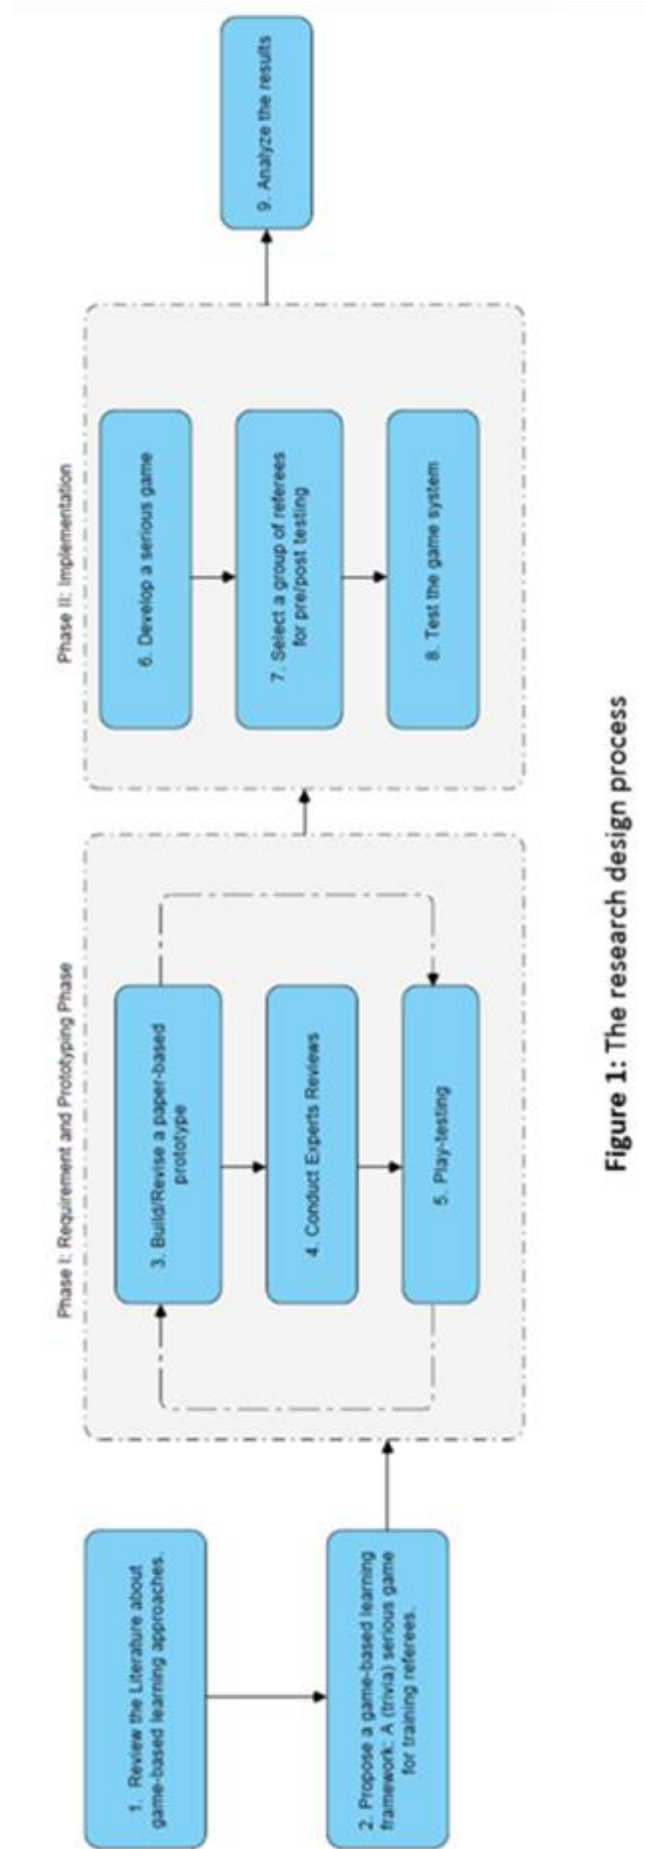 1. Review the Literature about
game-based learning approaches.
2. Propose a game-based learning
framework: A (trivia) serious game
for training referees.
Phase I: Requirement and Prototyping Phase
3. Build/Revise a paper-based
prototype
4. Conduct Experts Reviews
5. Play-testing
Phase II: Implementation
6. Develop a serious game
7. Select a group of referees
for pre/post testing
8. Test the game system
9. Analyze the results
Figure 1: The research design process